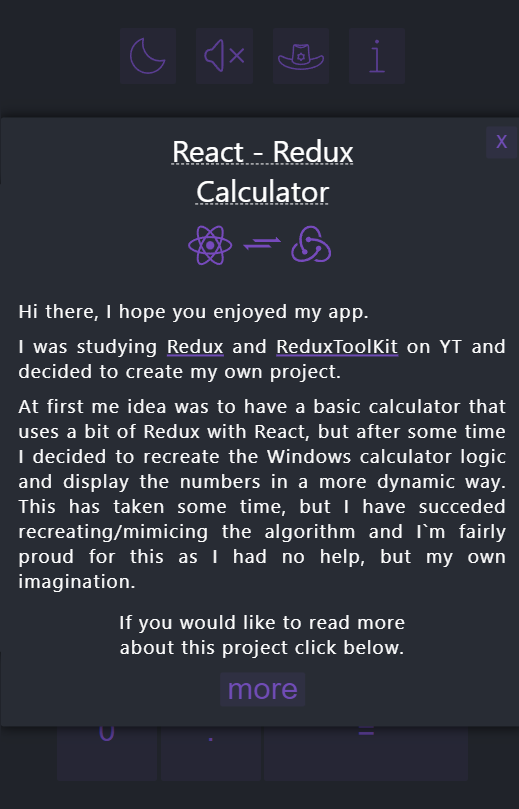 X
React - Redux
Calculator
Hi there, I hope you enjoyed my app.
I was studying Redux and ReduxToolKit on YT and
decided to create my own project.
At first me idea was to have a basic calculator that
uses a bit of Redux with React, but after some time
I decided to recreate the Windows calculator logic
and display the numbers in a more dynamic way.
This has taken some time, but I have succeded
recreating/mimicing the algorithm and I`m fairly
proud for this as I had no help, but my own
imagination.
If you would like to read more
about this project click below.
more
0 . =